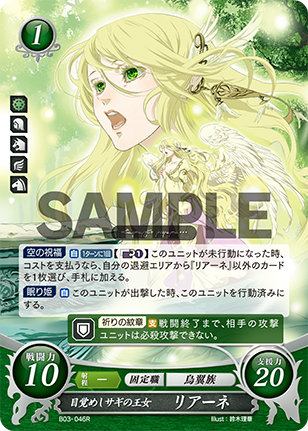 1
SAMPLE
空の祝福 1ターンに1回 1 このユニットが未行動になった時、
コストを支払うなら、自分の退避エリアから『リアーネ』以外のカード
を1枚選び、手札に加える。
眠り姫 このユニットが出撃した時、このユニットを行動済みに
する。
祈りの紋章 支 戦闘終了まで、相手の攻撃
ユニットは必殺攻撃できない。
戦闘力
10
射程 − 固定職 鳥翼族
支援力
20
目覚めしサギの王女 リアーネ
B03-046R
Illust:鈴木理華